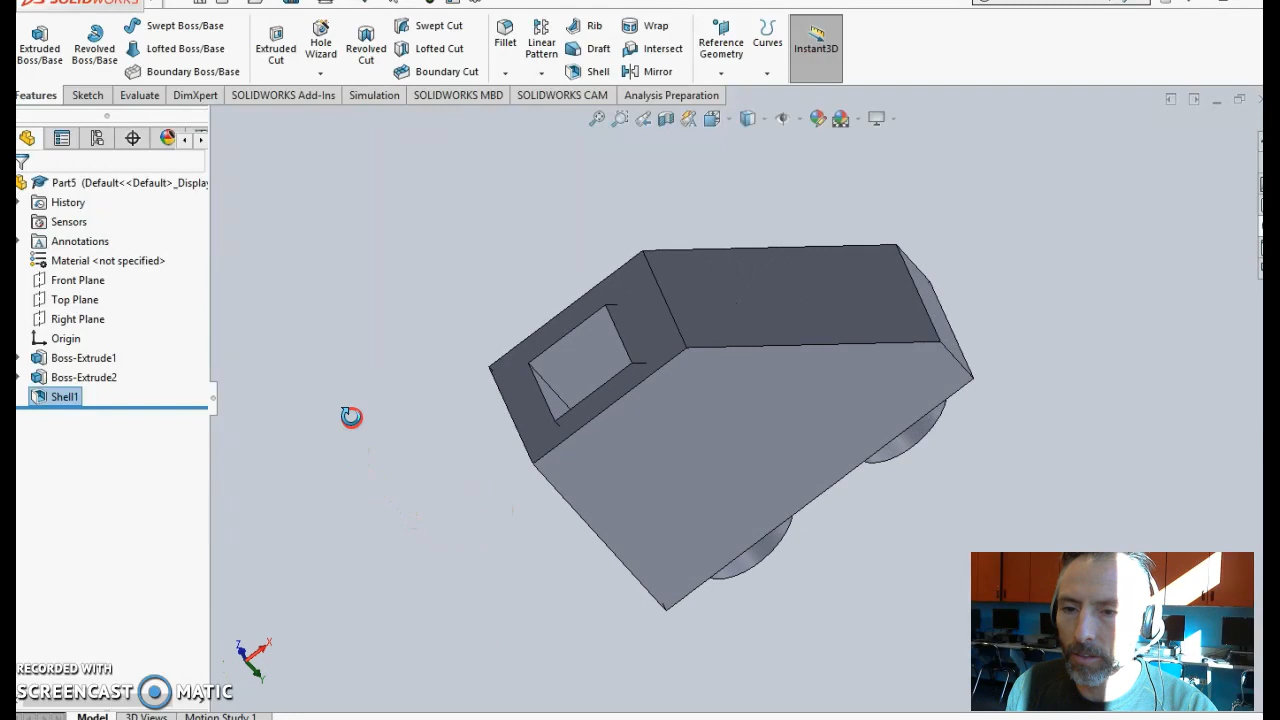 SOLIDWORKS
Extruded Boss/Base
Revolved Boss/Base
Swept Boss/Base
Lofted Boss/Base
Boundary Boss/Base
Extruded Cut
Hole Wizard
Revolved Cut
Swept Cut
Lofted Cut
Boundary Cut
Fillet
Linear Pattern
Rib
Draft
Shell
Wrap
Intersect
Mirror
Reference Geometry
Curves
Instant3D
Features
Sketch
Evaluate
DimXpert
SOLIDWORKS Add-Ins
Simulation
SOLIDWORKS MBD
SOLIDWORKS CAM
Analysis Preparation
Part5 (Default<<Default>_Display
History
Sensors
Annotations
Material <not specified>
Front Plane
Top Plane
Right Plane
Origin
Boss-Extrude1
Boss-Extrude2
Shell1
Z
X
Y
RECORDED WITH
SCREENCAST MATIC
Model
3D Views
Motion Study 1